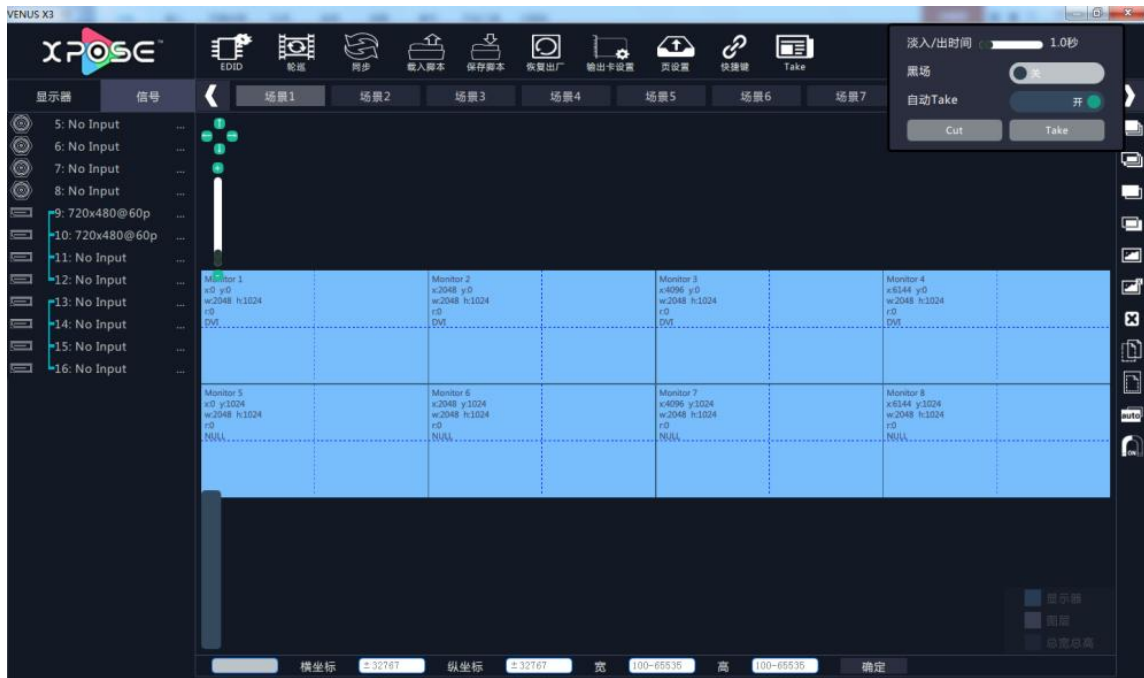 VENUS X3
XPOSE™
EDID
轮巡
同步
载入脚本
保存脚本
恢复出厂
输出卡设置
页设置
快捷键
Take
淡入/出时间 1.0秒
黑场 关
自动Take 开
Cut Take
显示器 信号
场景1 场景2 场景3 场景4 场景5 场景6 场景7
5: No Input ...
6: No Input ...
7: No Input ...
8: No Input ...
9: 720x480@60p ...
10: 720x480@60p ...
11: No Input ...
12: No Input ...
13: No Input ...
14: No Input ...
15: No Input ...
16: No Input ...
Monitor 1
x:0 y:0
w:2048 h:1024
r:0
DVI
Monitor 2
x:2048 y:0
w:2048 h:1024
r:0
DVI
Monitor 3
x:4096 y:0
w:2048 h:1024
r:0
DVI
Monitor 4
x:6144 y:0
w:2048 h:1024
r:0
DVI
Monitor 5
x:0 y:1024
w:2048 h:1024
r:0
NULL
Monitor 6
x:2048 y:1024
w:2048 h:1024
r:0
NULL
Monitor 7
x:4096 y:1024
w:2048 h:1024
r:0
NULL
Monitor 8
x:6144 y:1024
w:2048 h:1024
r:0
NULL
auto
ON
显示器
图层
总宽总高
横坐标 ±32767 纵坐标 ±32767 宽 100-65535 高 100-65535 确定